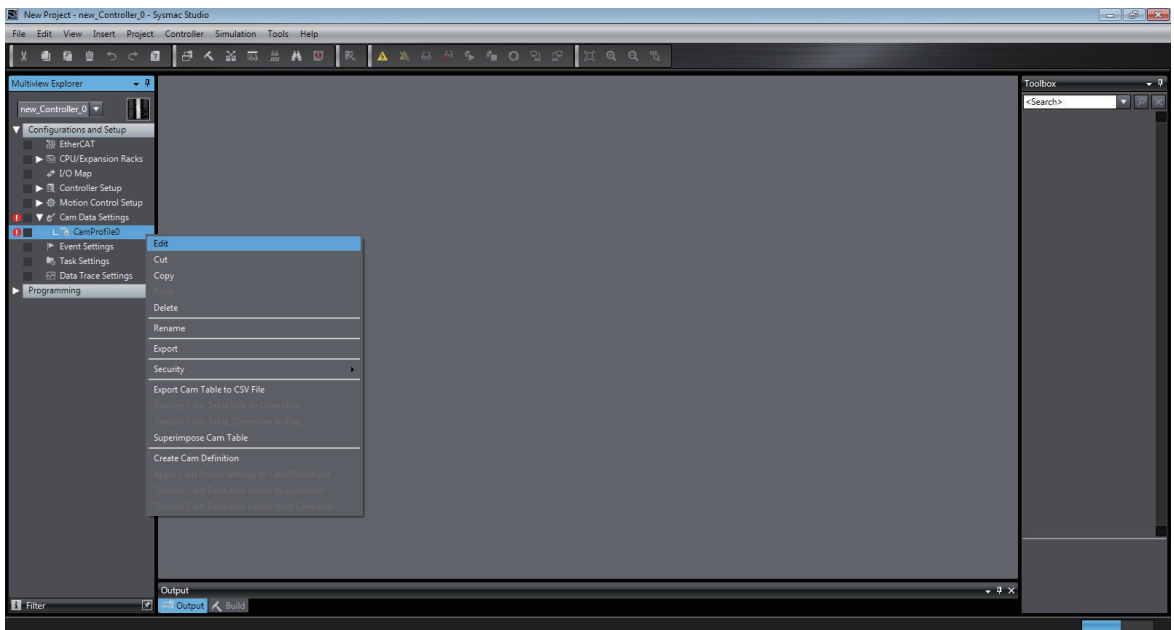 New Project - new_Controller_0 - Sysmac Studio
File Edit View Insert Project Controller Simulation Tools Help
Multiview Explorer
new_Controller_0
Configurations and Setup
EtherCAT
CPU/Expansion Racks
I/O Map
Controller Setup
Motion Control Setup
Cam Data Settings
CamProfile0
Event Settings
Task Settings
Data Trace Settings
Programming
Edit
Cut
Copy
Paste
Delete
Rename
Export
Security
Export Cam Table to CSV File
Transfer Cam Table (File to Controller)
Transfer Cam Table (Controller to File)
Superimpose Cam Table
Create Cam Definition
Apply Cam Profile Settings to Cam Definitions
Transfer Cam Definition Values to Controller
Transfer Cam Definition Values from Controller
Toolbox
<Search>
Output
Filter
Output Build